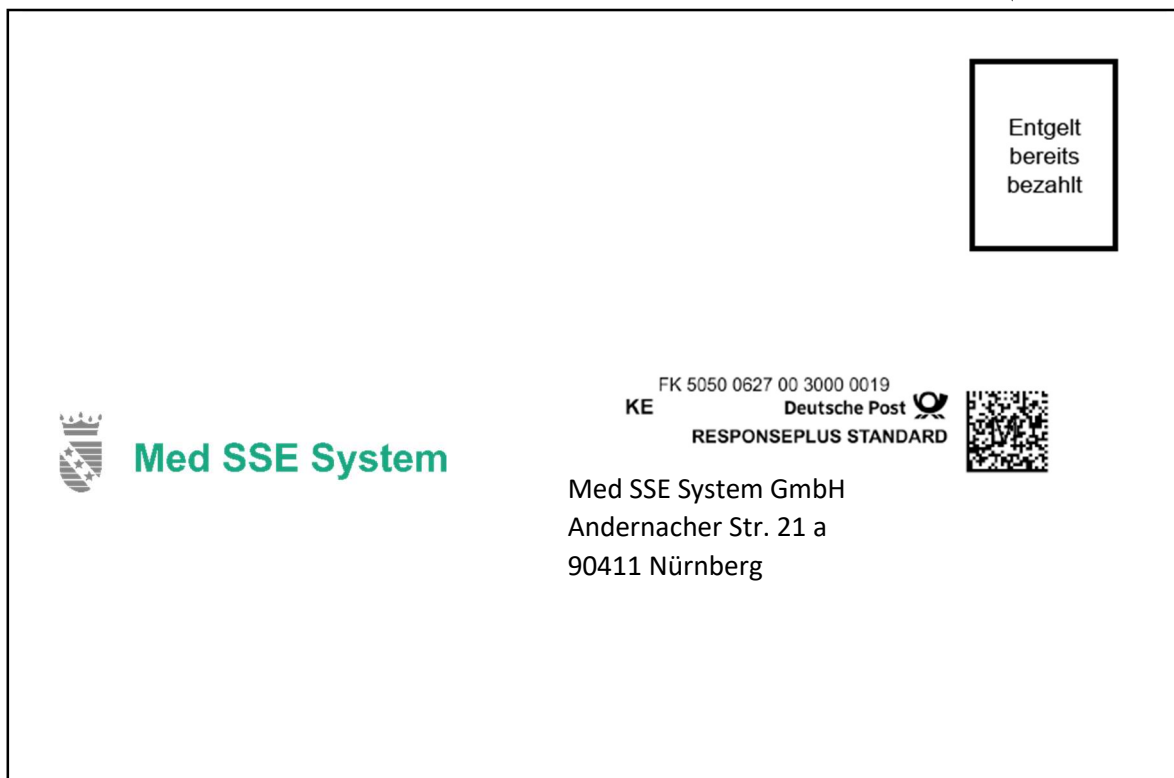 Entgelt
bereits
bezahlt
FK 5050 0627 00 3000 0019
KE Deutsche Post
RESPONSEPLUS STANDARD
Med SSE System
Med SSE System GmbH
Andernacher Str. 21 a
90411 Nürnberg